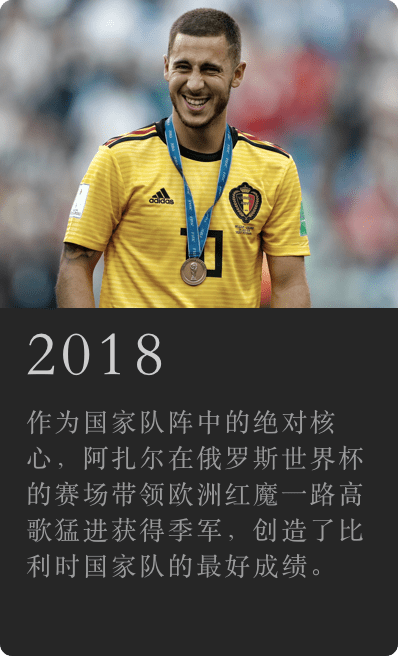 adidas
10
2018
作为国家队阵中的绝对核
心，阿扎尔在俄罗斯世界杯
的赛场带领欧洲红魔一路高
歌猛进获得季军，创造了比
利时国家队的最好成绩。